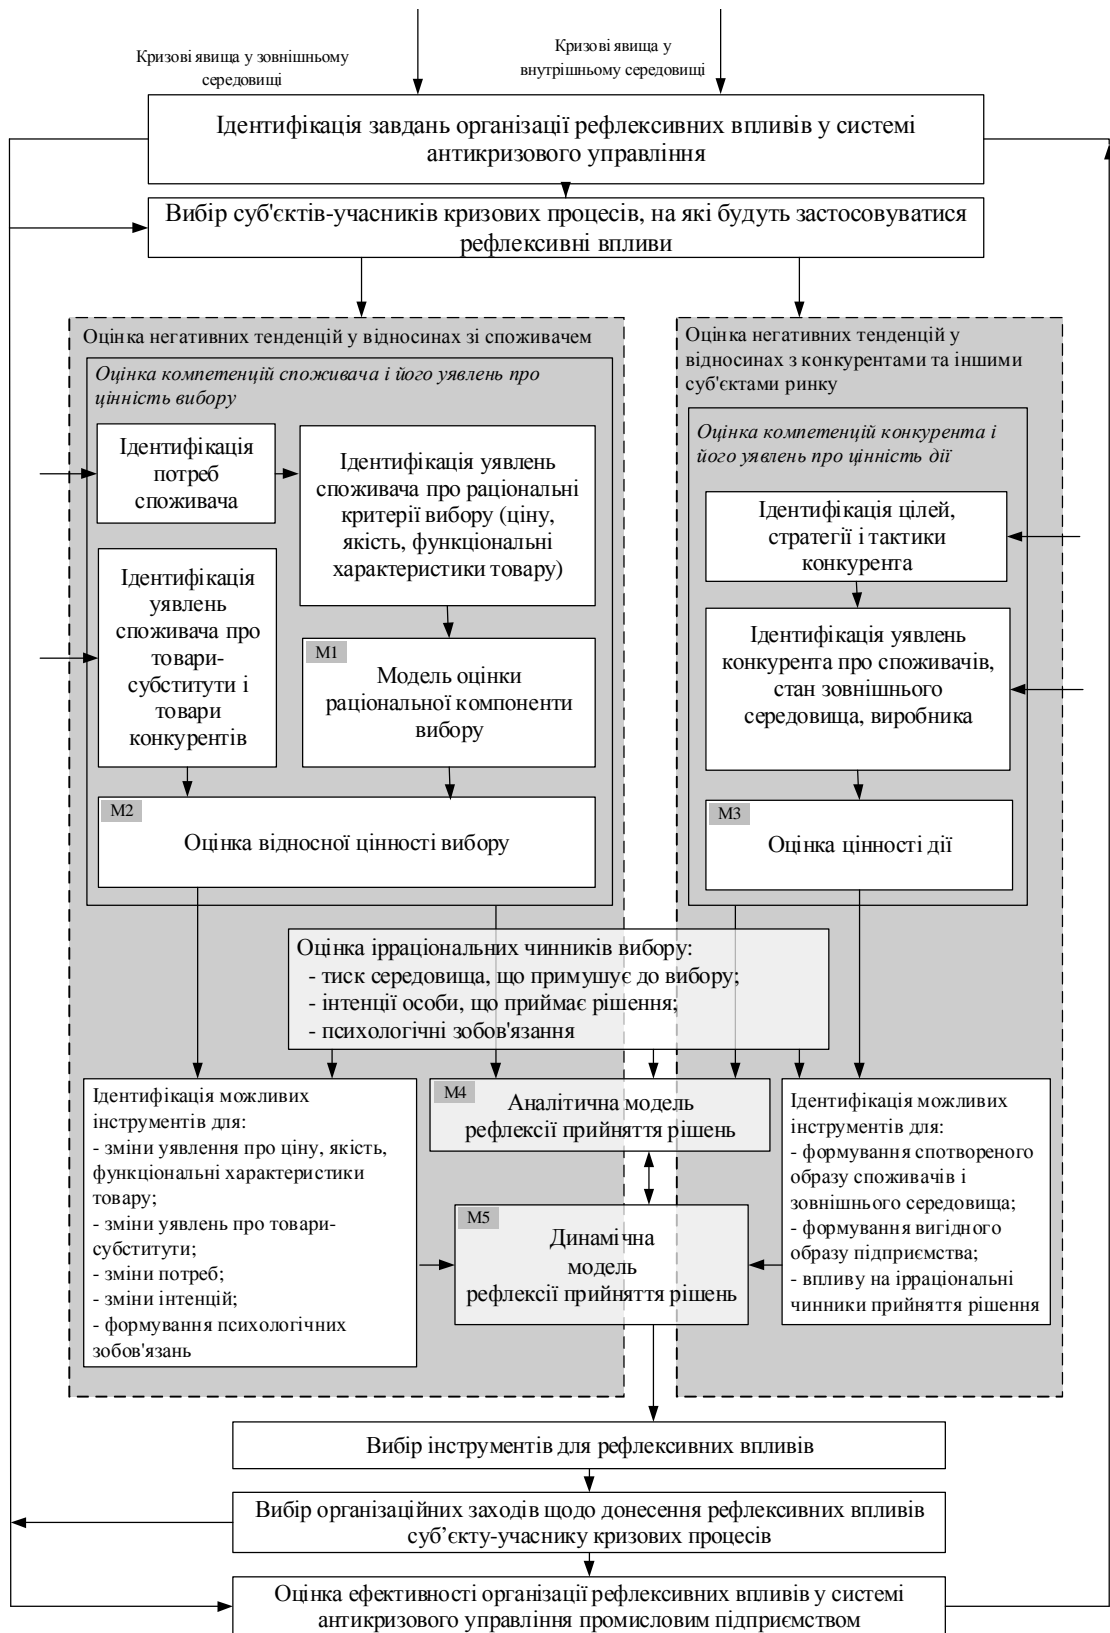 Кризові явища у зовнішньому
середовищі
Кризові явища у
внутрішньому середовищі
Ідентифікація завдань організації рефлексивних впливів у системі
антикризового управління
Вибір суб'єктів-учасників кризових процесів, на які будуть застосовуватися
рефлексивні впливи
Оцінка негативних тенденцій у відносинах зі споживачем
Оцінка компетенцій споживача і його уявлень про
цінність вибору
Ідентифікація
потреб
споживача
Ідентифікація уявлень
споживача про раціональні
критерії вибору (ціну,
якість, функціональні
характеристики товару)
Ідентифікація
уявлень
споживача про
товари-
субститути і
товари
конкурентів
М1
Модель оцінки
раціональної компоненти
вибору
М2
Оцінка відносної цінності вибору
Оцінка негативних тенденцій у
відносинах з конкурентами та іншими
суб'єктами ринку
Оцінка компетенцій конкурента і
його уявлень про цінність дії
Ідентифікація цілей,
стратегії і тактики
конкурента
Ідентифікація уявлень
конкурента про споживачів,
стан зовнішнього
середовища, виробника
М3
Оцінка цінності дії
Оцінка ірраціональних чинників вибору:
- тиск середовища, що примушує до вибору;
- інтенції особи, що приймає рішення;
- психологічні зобов'язання
Ідентифікація можливих
інструментів для:
- зміни уявлення про ціну, якість,
функціональні характеристики
товару;
- зміни уявлень про товари-
субститути;
- зміни потреб;
- зміни інтенцій;
- формування психологічних
зобов'язань
М4
Аналітична модель
рефлексії прийняття рішень
М5
Динамічна
модель
рефлексії прийняття рішень
Ідентифікація можливих
інструментів для:
- формування спотвореного
образу споживачів і
зовнішнього середовища;
- формування вигідного
образу підприємства;
- впливу на ірраціональні
чинники прийняття рішення
Вибір інструментів для рефлексивних впливів
Вибір організаційних заходів щодо донесення рефлексивних впливів
суб’єкту-учаснику кризових процесів
Оцінка ефективності організації рефлексивних впливів у системі
антикризового управління промисловим підприємством